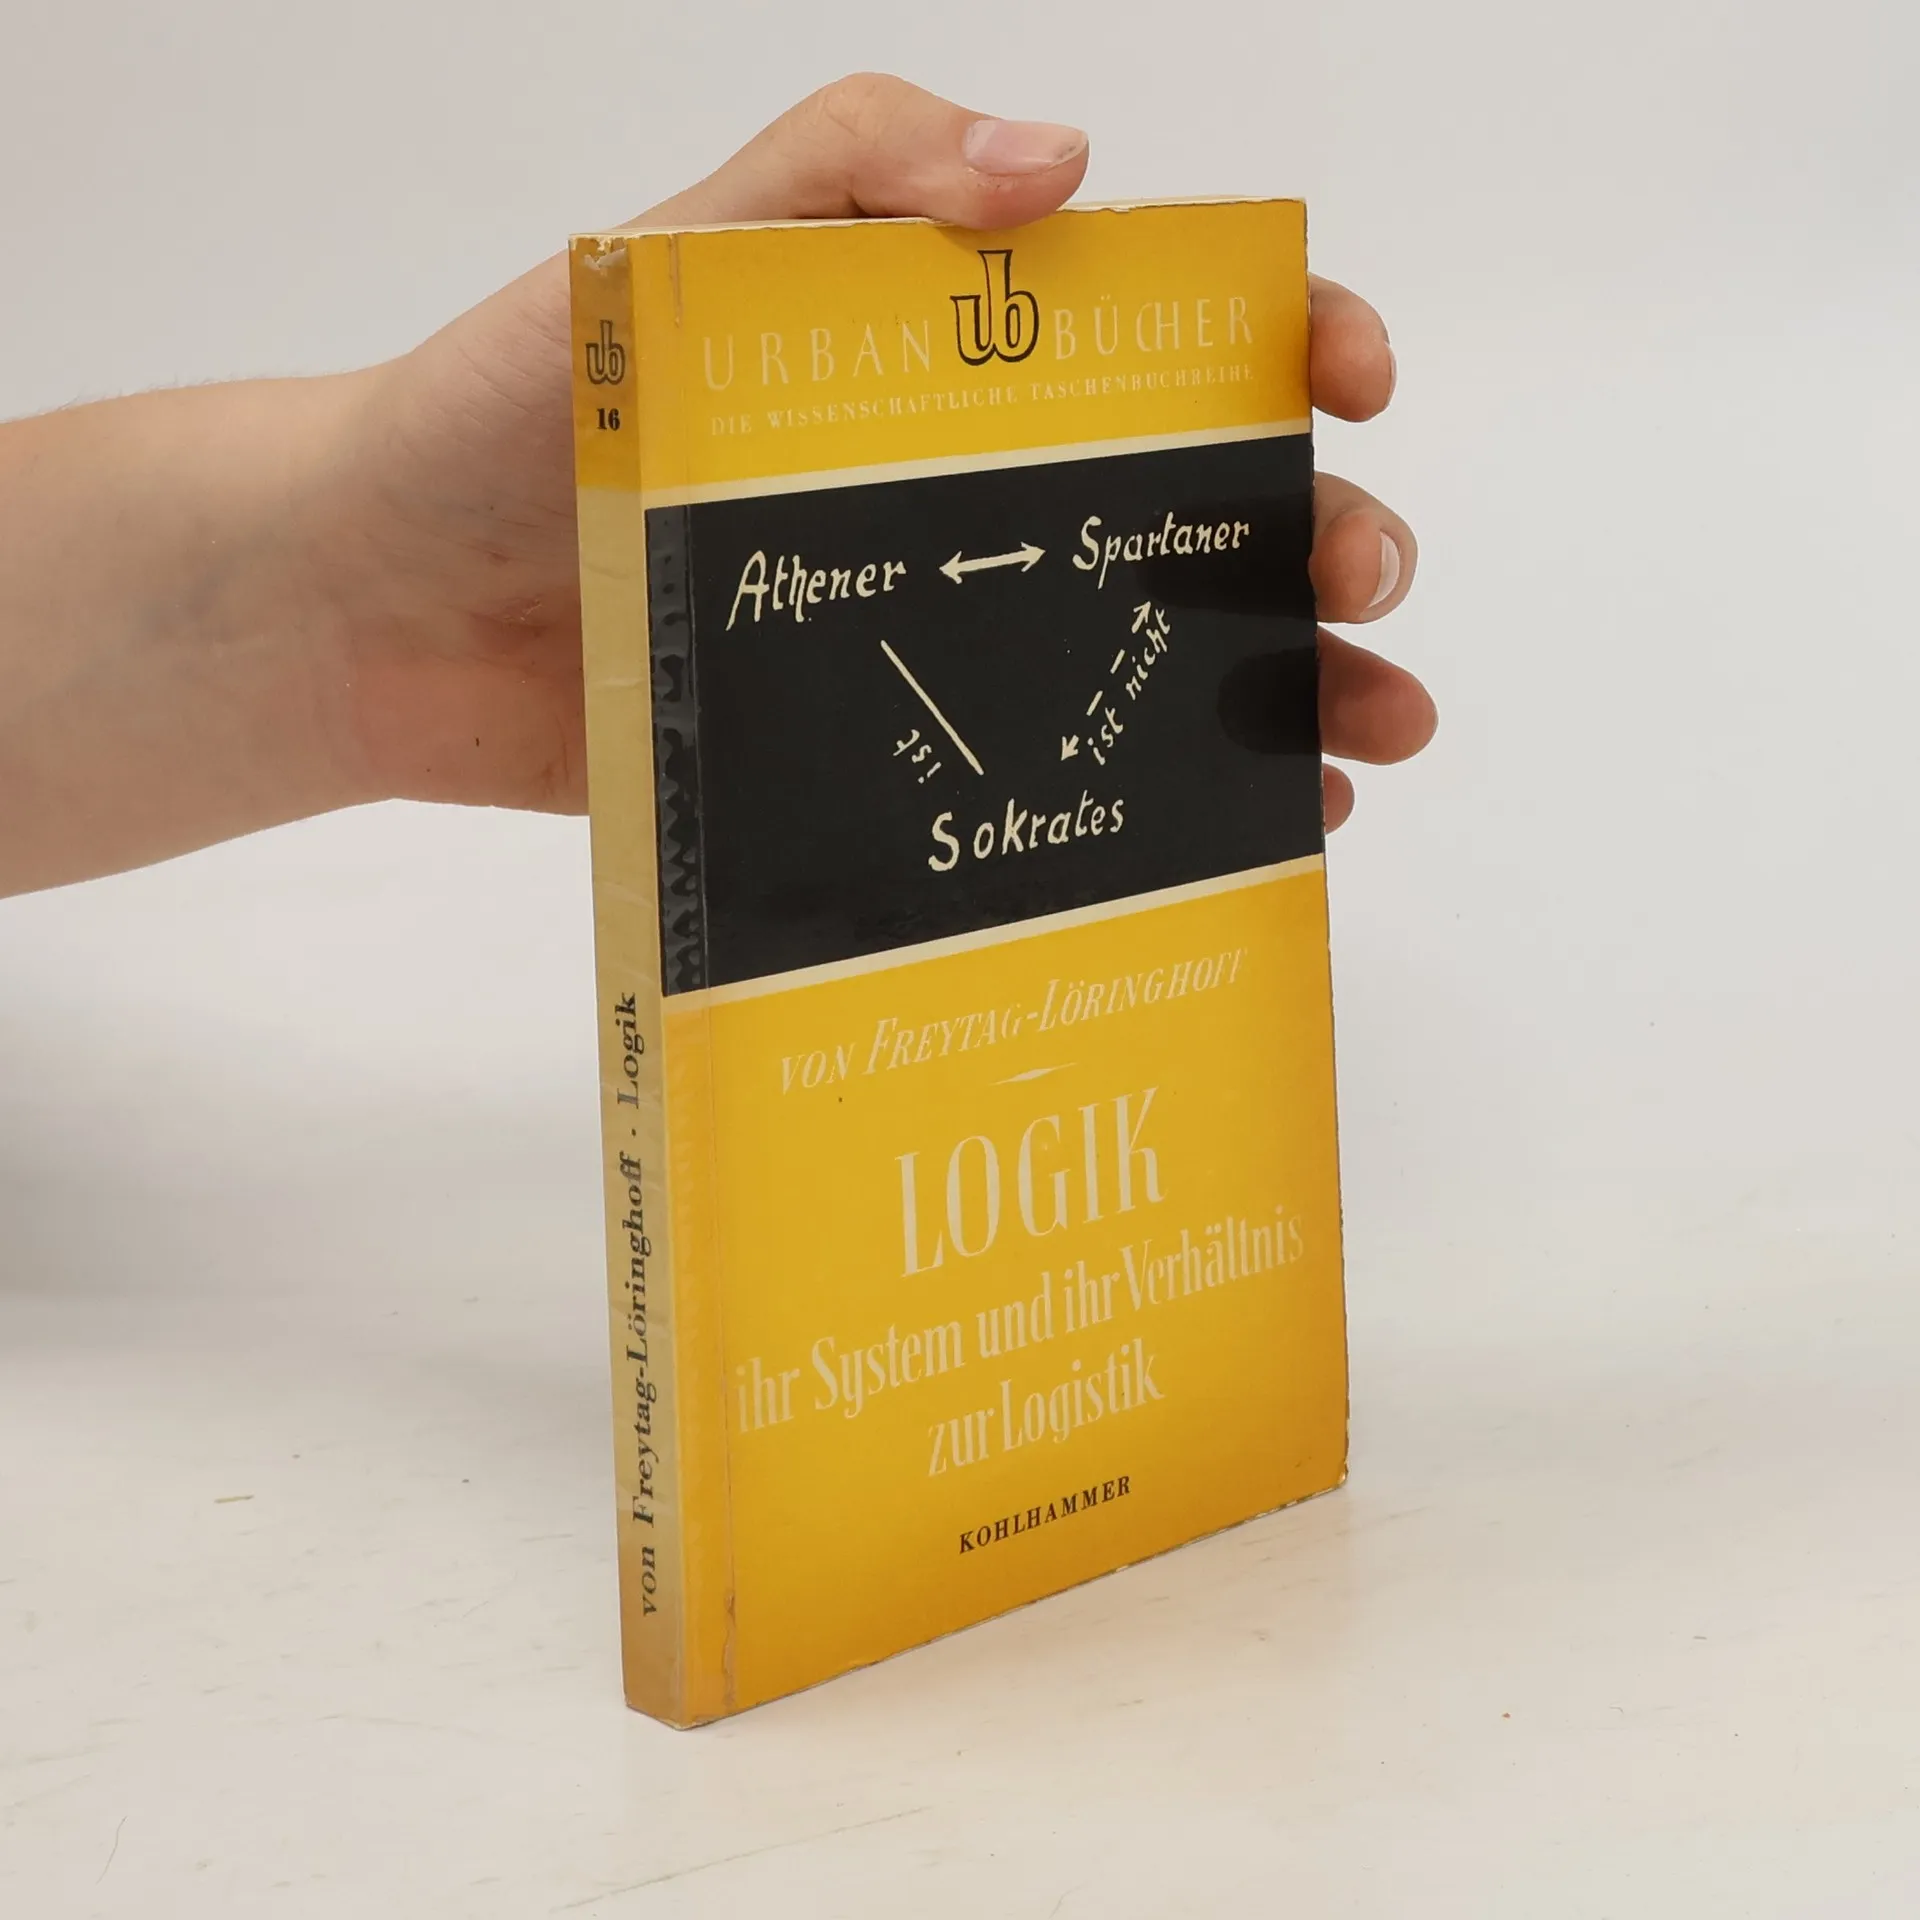 ub
16
von Freytag-Löringhoff · Logik
URBAN ub BÜCHER
DIE WISSENSCHAFTLICHE TASCHENBUCHREIHE
Athener ↔ Spartaner
ist
ist nicht
Sokrates
VON FREYTAG-LÖRINGHOFF
LOGIK
ihr System und ihr Verhältnis
zur Logistik
KOHLHAMMER